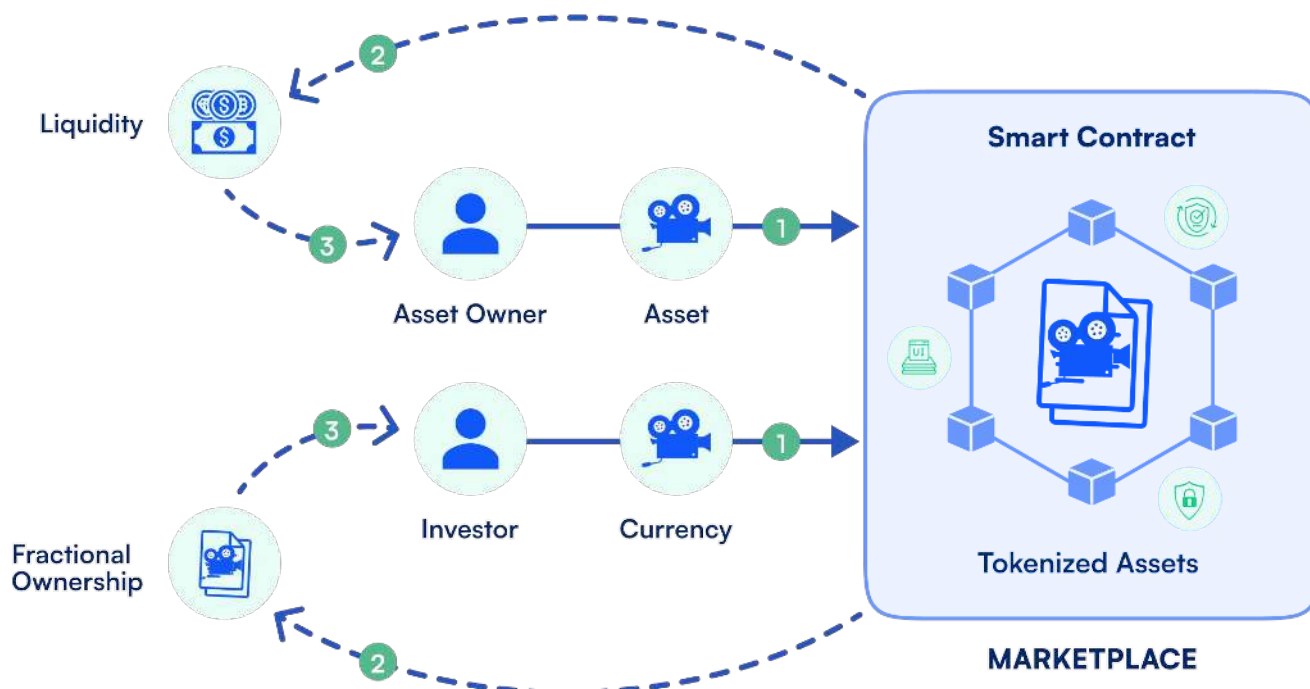 2
Liquidity
Smart Contract
3
1
Asset Owner
Asset
UI
3
1
Investor
Currency
Fractional
Ownership
Tokenized Assets
2
MARKETPLACE